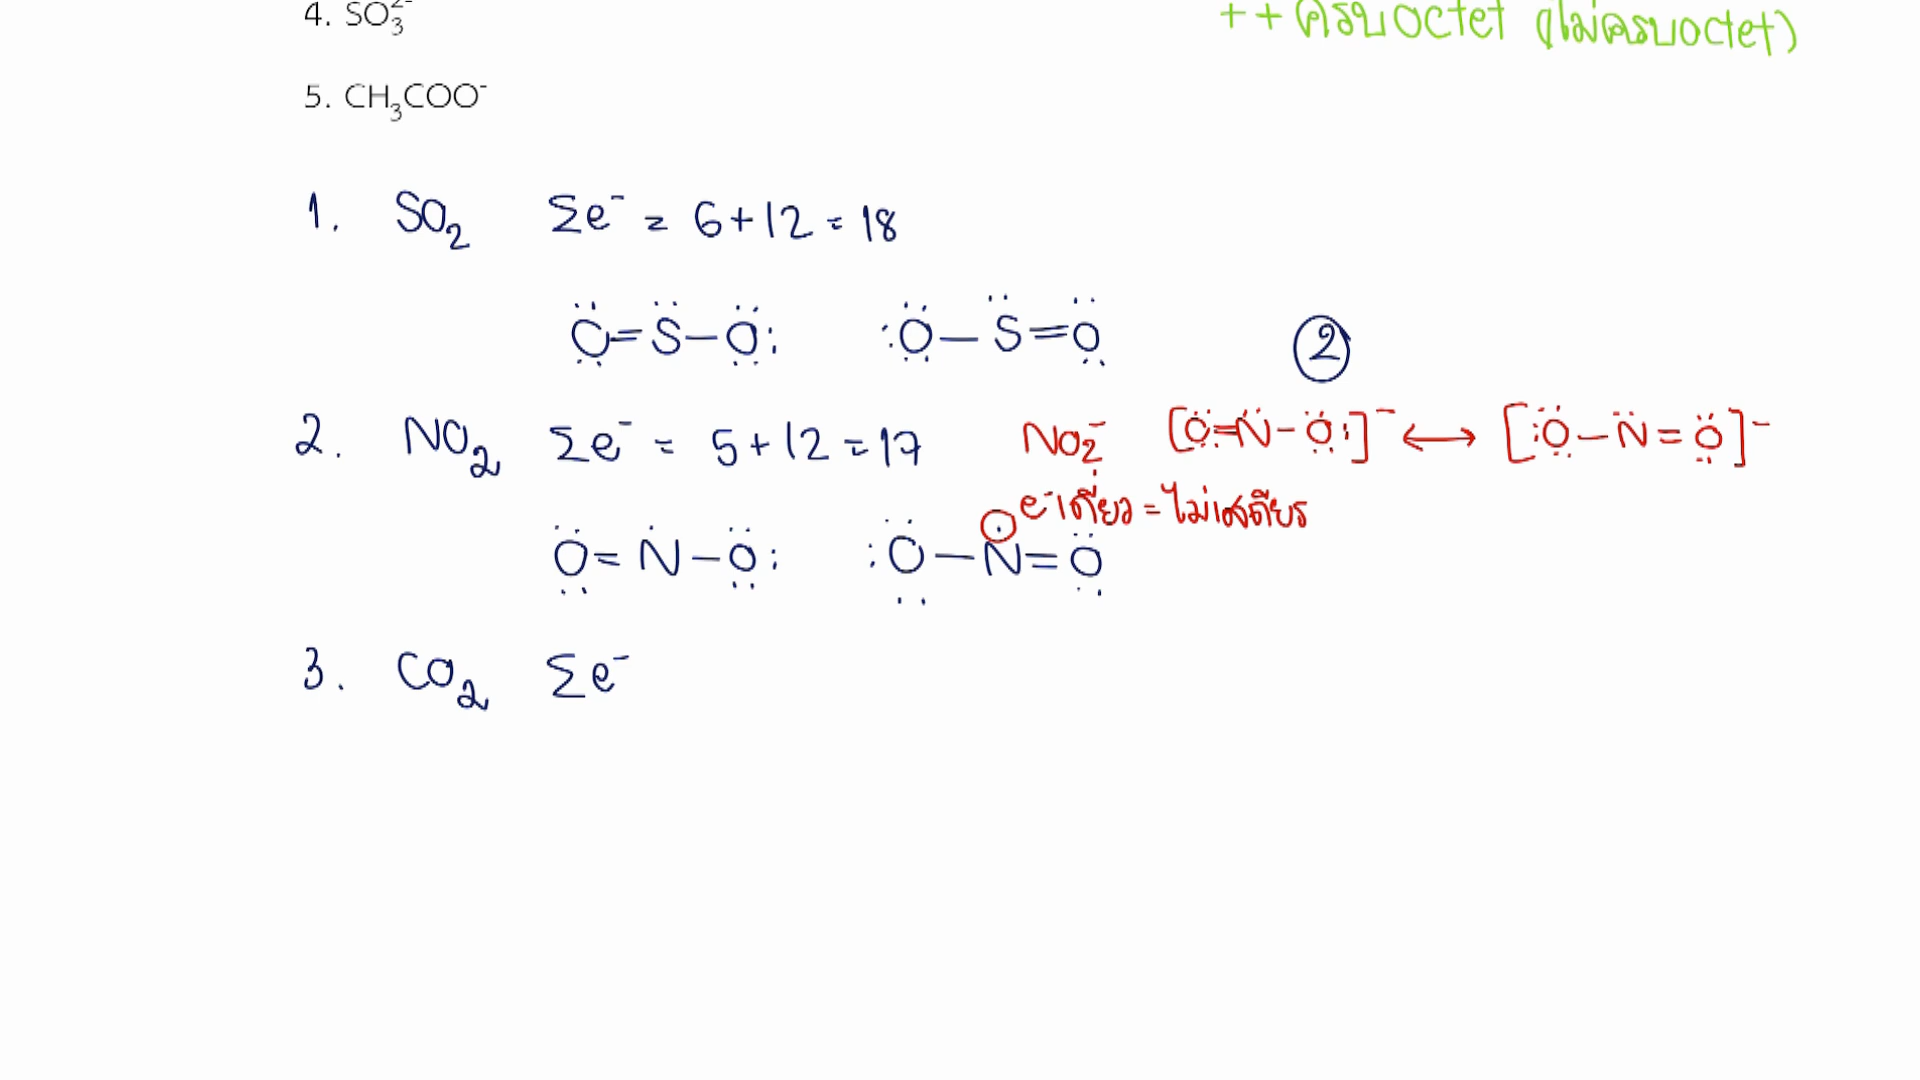 4. SO₃²⁻
++ ครบ octet (ไม่ครบ octet)
5. CH₃COO⁻
1. SO₂ Σe⁻ = 6+12 = 18
O=S–O: :O–S=O
②
2. NO₂ Σe⁻ = 5+12 = 17 NO₂⁻ [O=N–O:]⁻ ↔ [:O–N=O]⁻
e⁻เดี่ยว = ไม่เสถียร
O=N–O: :O–N=O
3. CO₂ Σe⁻